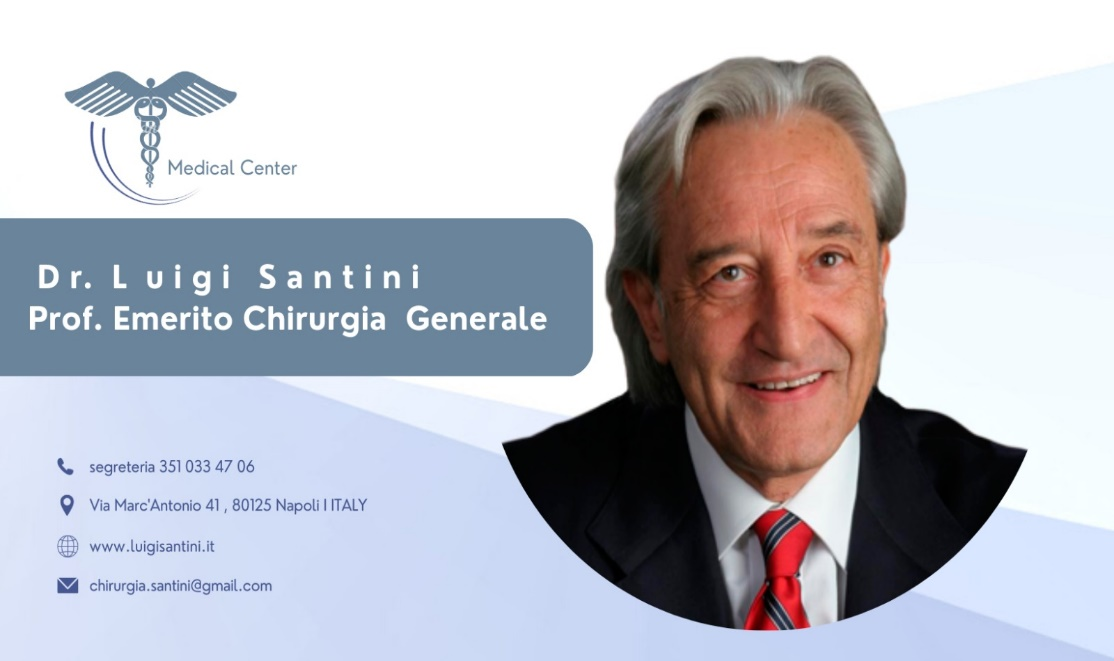 Medical Center
Dr. Luigi Santini
Prof. Emerito Chirurgia Generale
segreteria 351 033 47 06
Via Marc'Antonio 41 , 80125 Napoli I ITALY
www.luigisantini.it
chirurgia.santini@gmail.com